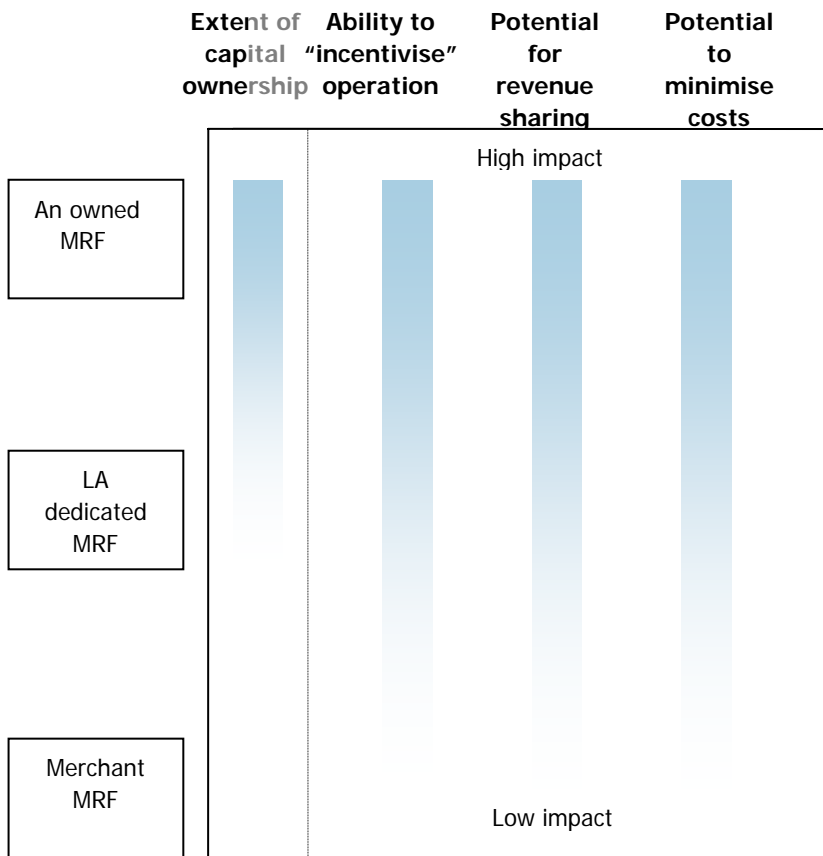 Extent of
capital
ownership
Ability to
“incentivise”
operation
Potential
for
revenue
sharing
Potential
to
minimise
costs
High impact
An owned
MRF
LA
dedicated
MRF
Merchant
MRF
Low impact